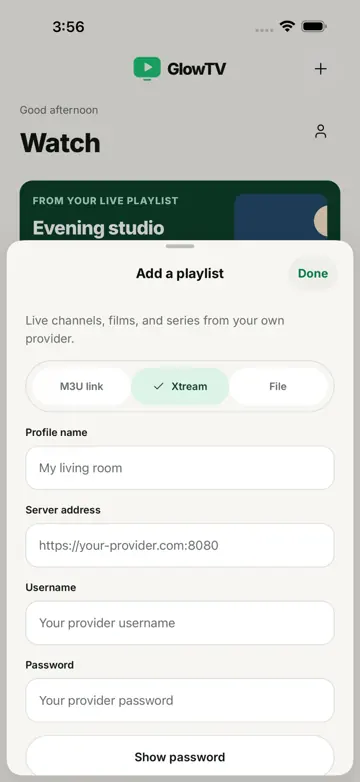 3:56
GlowTV
Good afternoon
Watch
FROM YOUR LIVE PLAYLIST
Evening studio
Add a playlist
Done
Live channels, films, and series from your own
provider.
M3U link
Xtream
File
Profile name
My living room
Server address
https://your-provider.com:8080
Username
Your provider username
Password
Your provider password
Show password